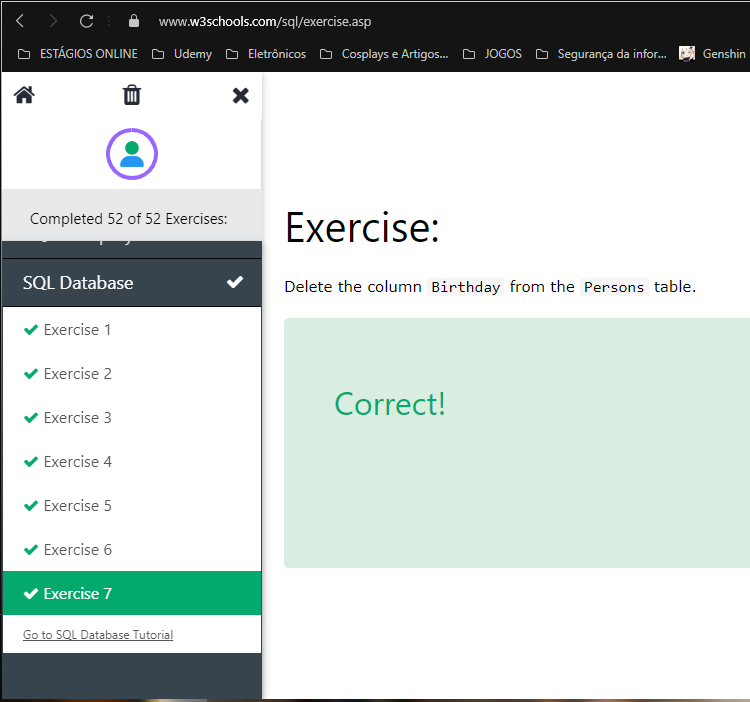 www.w3schools.com/sql/exercise.asp
ESTÁGIOS ONLINE Udemy Eletrônicos Cosplays e Artigos... JOGOS Segurança da infor... Genshin
Completed 52 of 52 Exercises:
SQL Database
Exercise 1
Exercise 2
Exercise 3
Exercise 4
Exercise 5
Exercise 6
Exercise 7
Go to SQL Database Tutorial
Exercise:
Delete the column Birthday from the Persons table.
Correct!